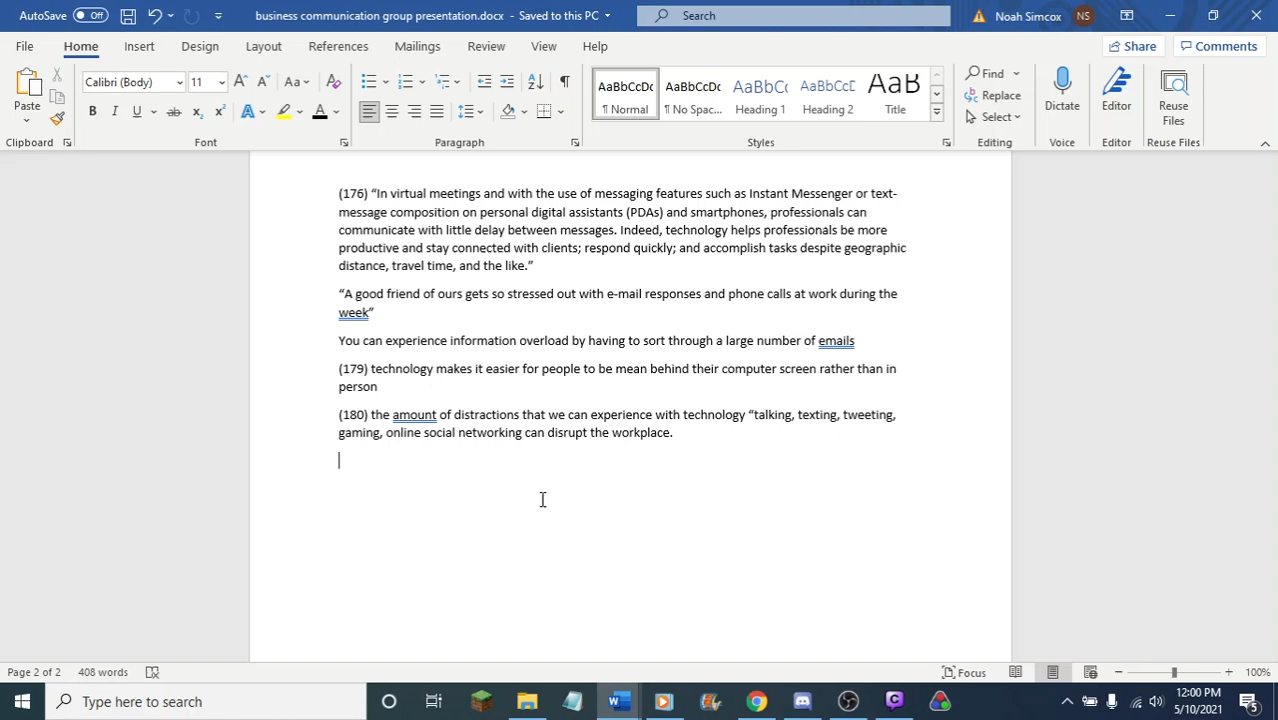 AutoSave Off business communication group presentation.docx - Saved to this PC Search Noah Simcox NS
File Home Insert Design Layout References Mailings Review View Help Share Comments
Paste Calibri (Body) 11 Aa AaBbCcDc AaBbCcDc AaBbCc AaBbCcD AaB Find Replace Select Dictate Editor Reuse Files
¶ Normal ¶ No Spac... Heading 1 Heading 2 Title
Clipboard Font Paragraph Styles Editing Voice Editor Reuse Files
(176) “In virtual meetings and with the use of messaging features such as Instant Messenger or text-
message composition on personal digital assistants (PDAs) and smartphones, professionals can
communicate with little delay between messages. Indeed, technology helps professionals be more
productive and stay connected with clients; respond quickly; and accomplish tasks despite geographic
distance, travel time, and the like.”
“A good friend of ours gets so stressed out with e-mail responses and phone calls at work during the
week”
You can experience information overload by having to sort through a large number of emails
(179) technology makes it easier for people to be mean behind their computer screen rather than in
person
(180) the amount of distractions that we can experience with technology “talking, texting, tweeting,
gaming, online social networking can disrupt the workplace.
Page 2 of 2 408 words Focus 100%
Type here to search 12:00 PM
5/10/2021 5